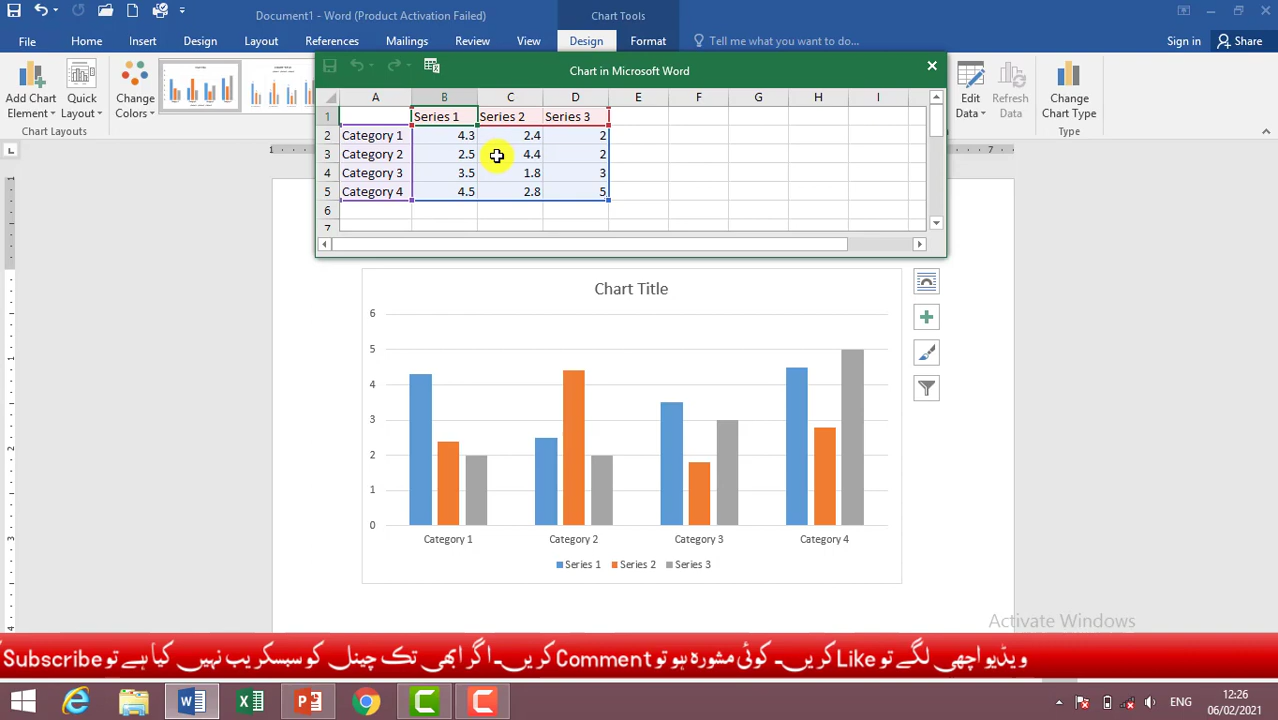 Document1 - Word (Product Activation Failed)
Chart Tools
File Home Insert Design Layout References Mailings Review View Design Format Tell me what you want to do... Sign in Share
Add Chart Element
Quick Layout
Change Colors
Chart Layouts
Edit Data
Refresh Data
Change Chart Type
Data
Type
Chart in Microsoft Word
A B C D E F G H I
1 Series 1 Series 2 Series 3
2 Category 1 4.3 2.4 2
3 Category 2 2.5 4.4 2
4 Category 3 3.5 1.8 3
5 Category 4 4.5 2.8 5
6
7
Chart Title
6
5
4
3
2
1
0
Category 1 Category 2 Category 3 Category 4
Series 1 Series 2 Series 3
Activate Windows
ویڈیو اچھی لگے تو Like کریں۔ کوئی مشورہ ہو تو Comment کریں۔ اگر ابھی تک چینل کو سبسکریب نہیں کیا ہے تو Subscribe
ENG
12:26
06/02/2021